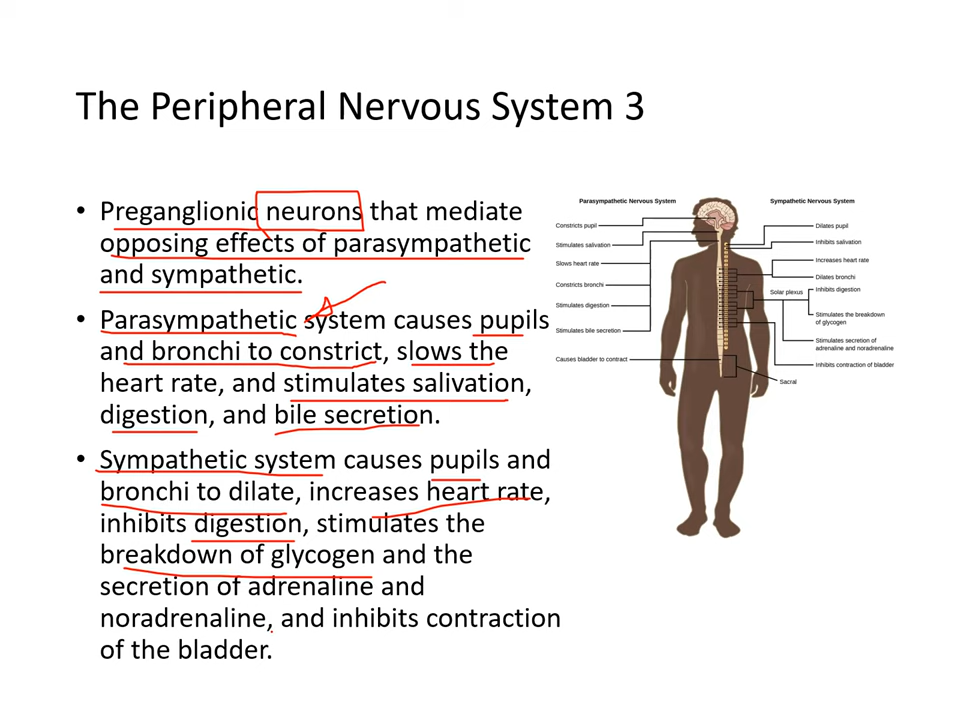 The Peripheral Nervous System 3
• Preganglionic neurons that mediate
opposing effects of parasympathetic
and sympathetic.
• Parasympathetic system causes pupils
and bronchi to constrict, slows the
heart rate, and stimulates salivation,
digestion, and bile secretion.
• Sympathetic system causes pupils and
bronchi to dilate, increases heart rate,
inhibits digestion, stimulates the
breakdown of glycogen and the
secretion of adrenaline and
noradrenaline, and inhibits contraction
of the bladder.
Parasympathetic Nervous System
Constricts pupil
Stimulates salivation
Slows heart rate
Constricts bronchi
Stimulates digestion
Stimulates bile secretion
Causes bladder to contract
Sympathetic Nervous System
Dilates pupil
Inhibits salivation
Increases heart rate
Dilates bronchi
Solar plexus
Inhibits digestion
Stimulates the breakdown
of glycogen
Stimulates secretion of
adrenaline and noradrenaline
Inhibits contraction of bladder
Sacral